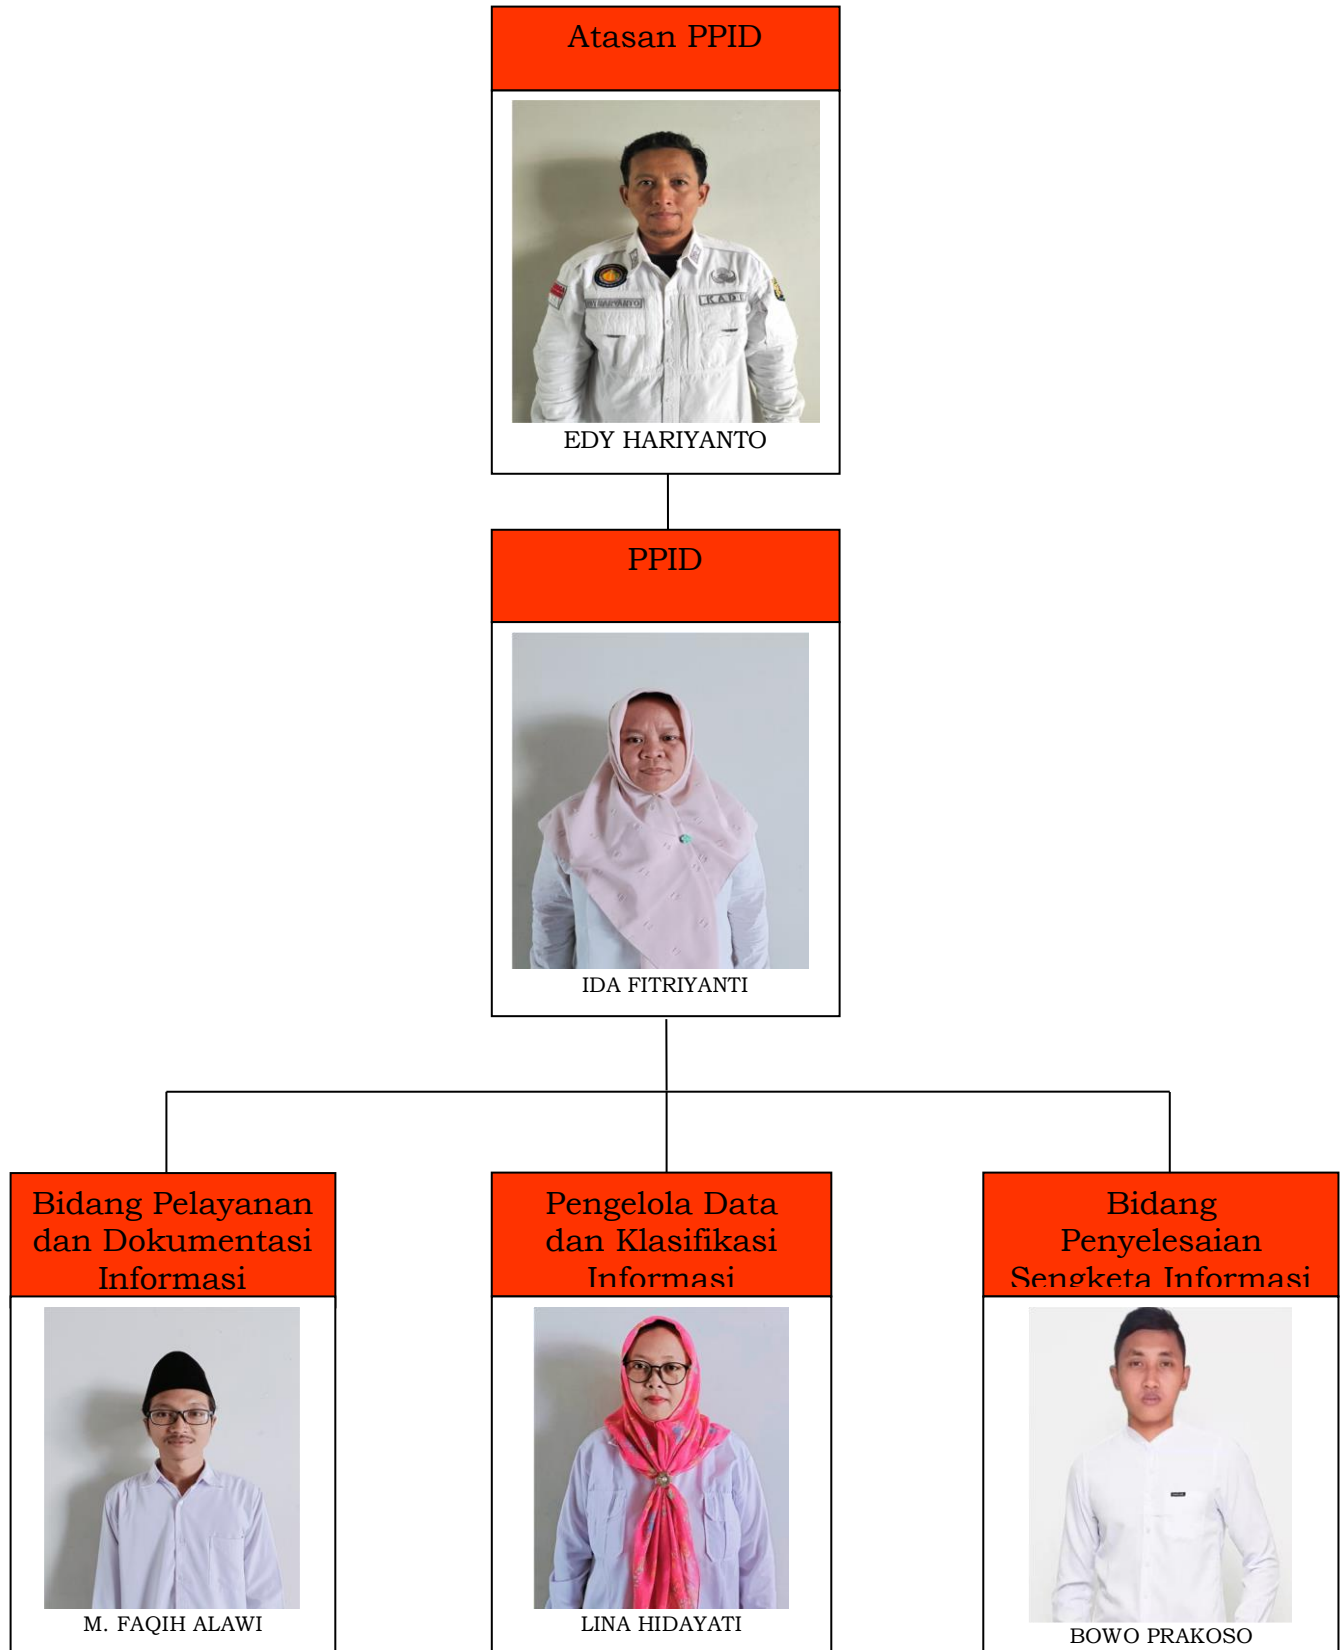 Atasan PPID
KADE
EDY HARIYANTO
PPID
IDA FITRIYANTI
Bidang Pelayanan
dan Dokumentasi
Informasi
Pengelola Data
dan Klasifikasi
Informasi
Bidang
Penyelesaian
Sengketa Informasi
M. FAQIH ALAWI
LINA HIDAYATI
BOWO PRAKOSO